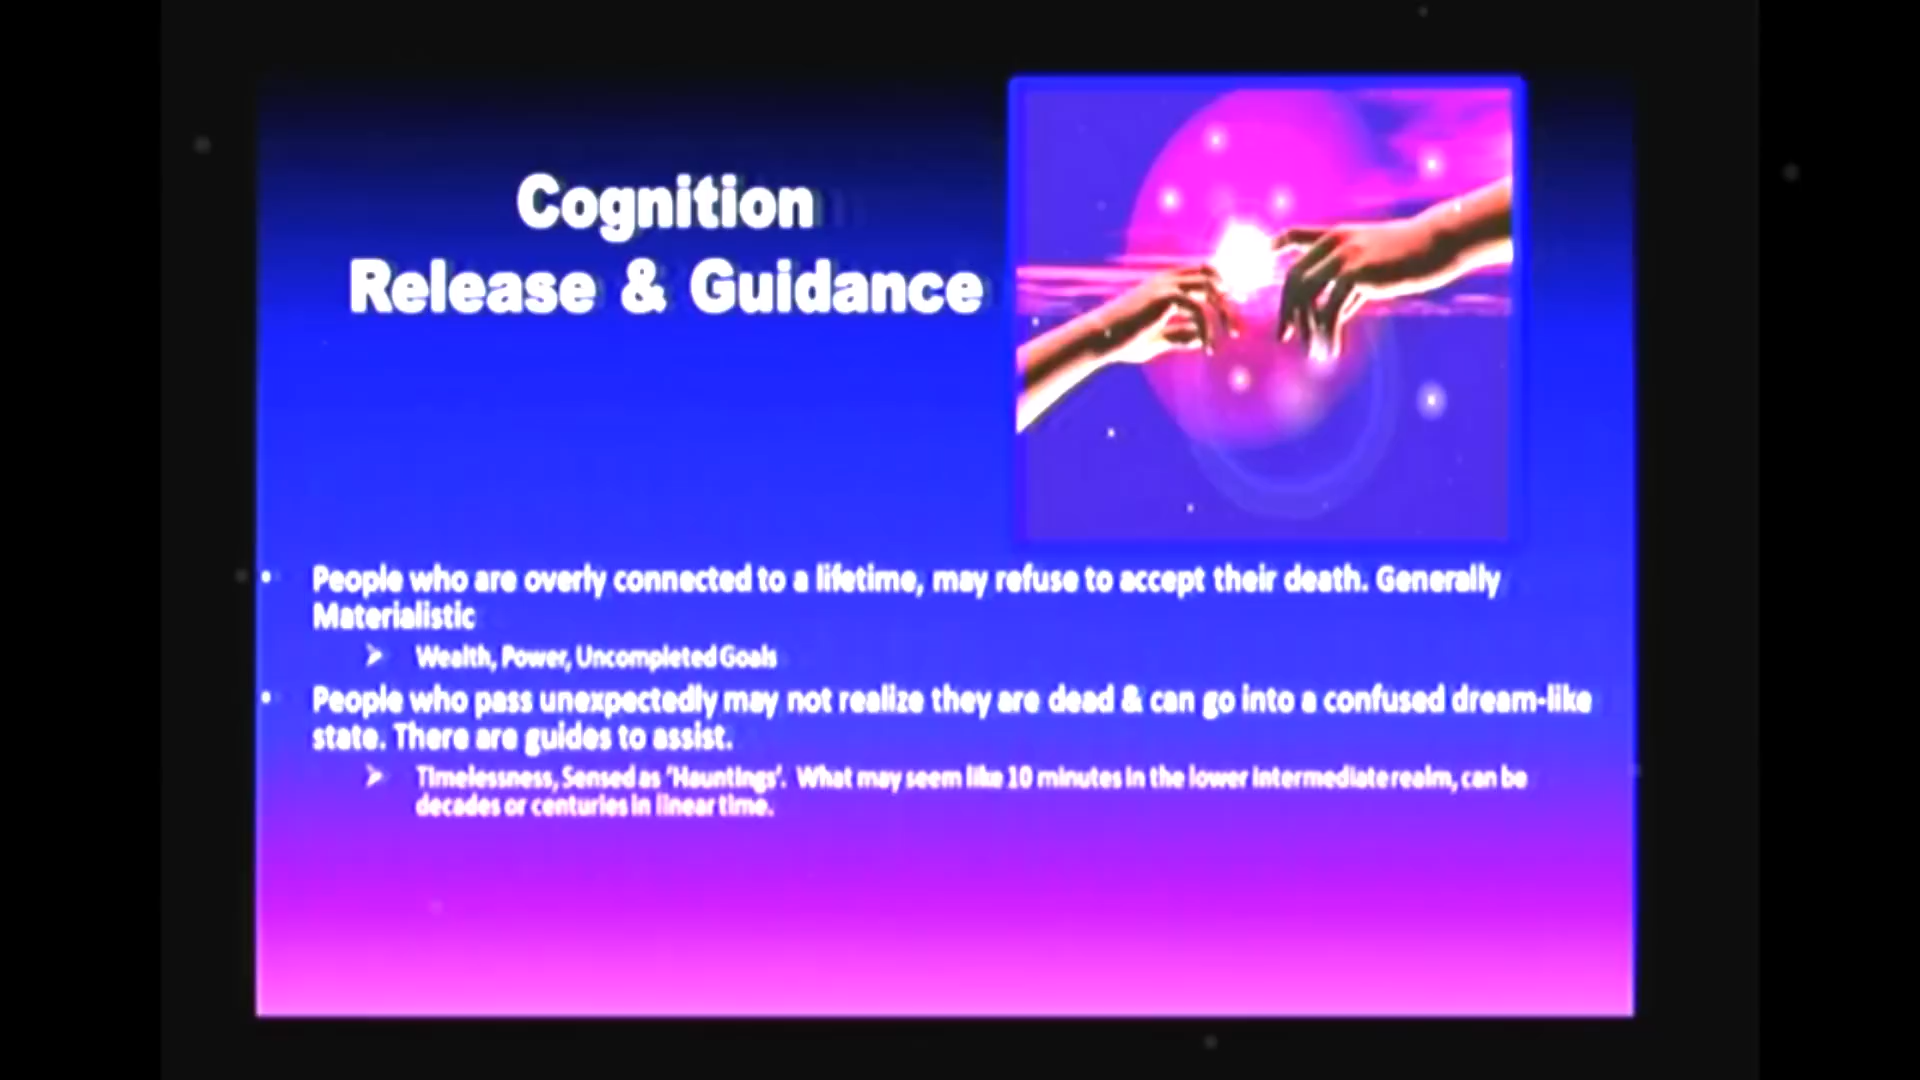 Cognition
Release & Guidance
• People who are overly connected to a lifetime, may refuse to accept their death. Generally
Materialistic
➤ Wealth, Power, Uncompleted Goals
• People who pass unexpectedly may not realize they are dead & can go into a confused dream-like
state. There are guides to assist.
➤ Timelessness, Sensed as 'Hauntings'. What may seem like 10 minutes in the lower intermediate realm, can be
decades or centuries in linear time.